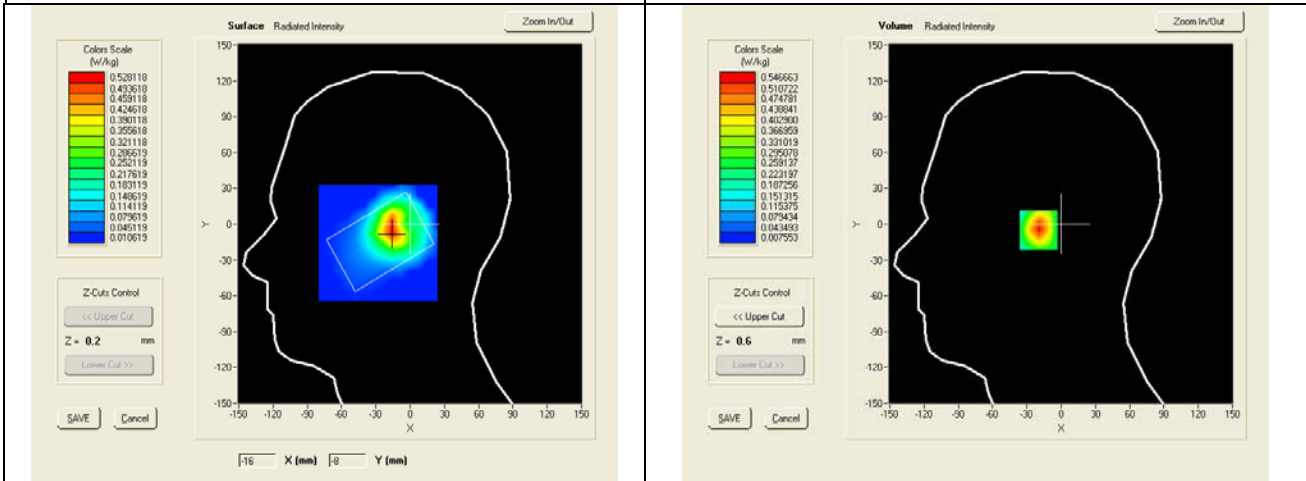 Surface Radiated Intensity
Zoom In/Out
Colors Scale
(W/kg)
0.528118
0.493618
0.459118
0.424618
0.390118
0.355618
0.321118
0.286619
0.252119
0.217619
0.183119
0.148619
0.114119
0.079619
0.045119
0.010619
150
120
90
60
30
0
-30
-60
-90
-120
-150
Y
-150 -120 -90 -60 -30 0 30 60 90 120 150
X
Z-Cuts Control
<< Upper Cut
Z = 0.2 mm
Lower Cut >>
SAVE Cancel
-16 X (mm) -8 Y (mm)
Volume Radiated Intensity
Zoom In/Out
Colors Scale
(W/kg)
0.546663
0.510722
0.474781
0.438841
0.402900
0.366959
0.331019
0.295078
0.259137
0.223197
0.187256
0.151315
0.115375
0.079434
0.043493
0.007553
150
120
90
60
30
0
-30
-60
-90
-120
-150
Y
-150 -120 -90 -60 -30 0 30 60 90 120 150
X
Z-Cuts Control
<< Upper Cut
Z = 0.6 mm
Lower Cut >>
SAVE Cancel